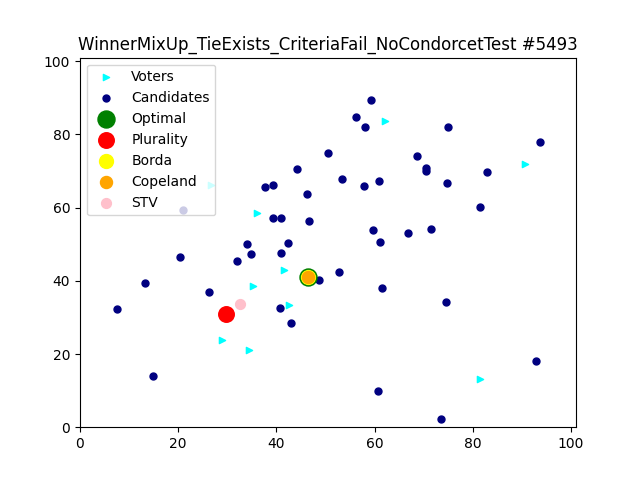 WinnerMixUp_TieExists_CriteriaFail_NoCondorcetTest #5493
100
80
60
40
20
0
Voters
Candidates
Optimal
Plurality
Borda
Copeland
STV
0 20 40 60 80 100